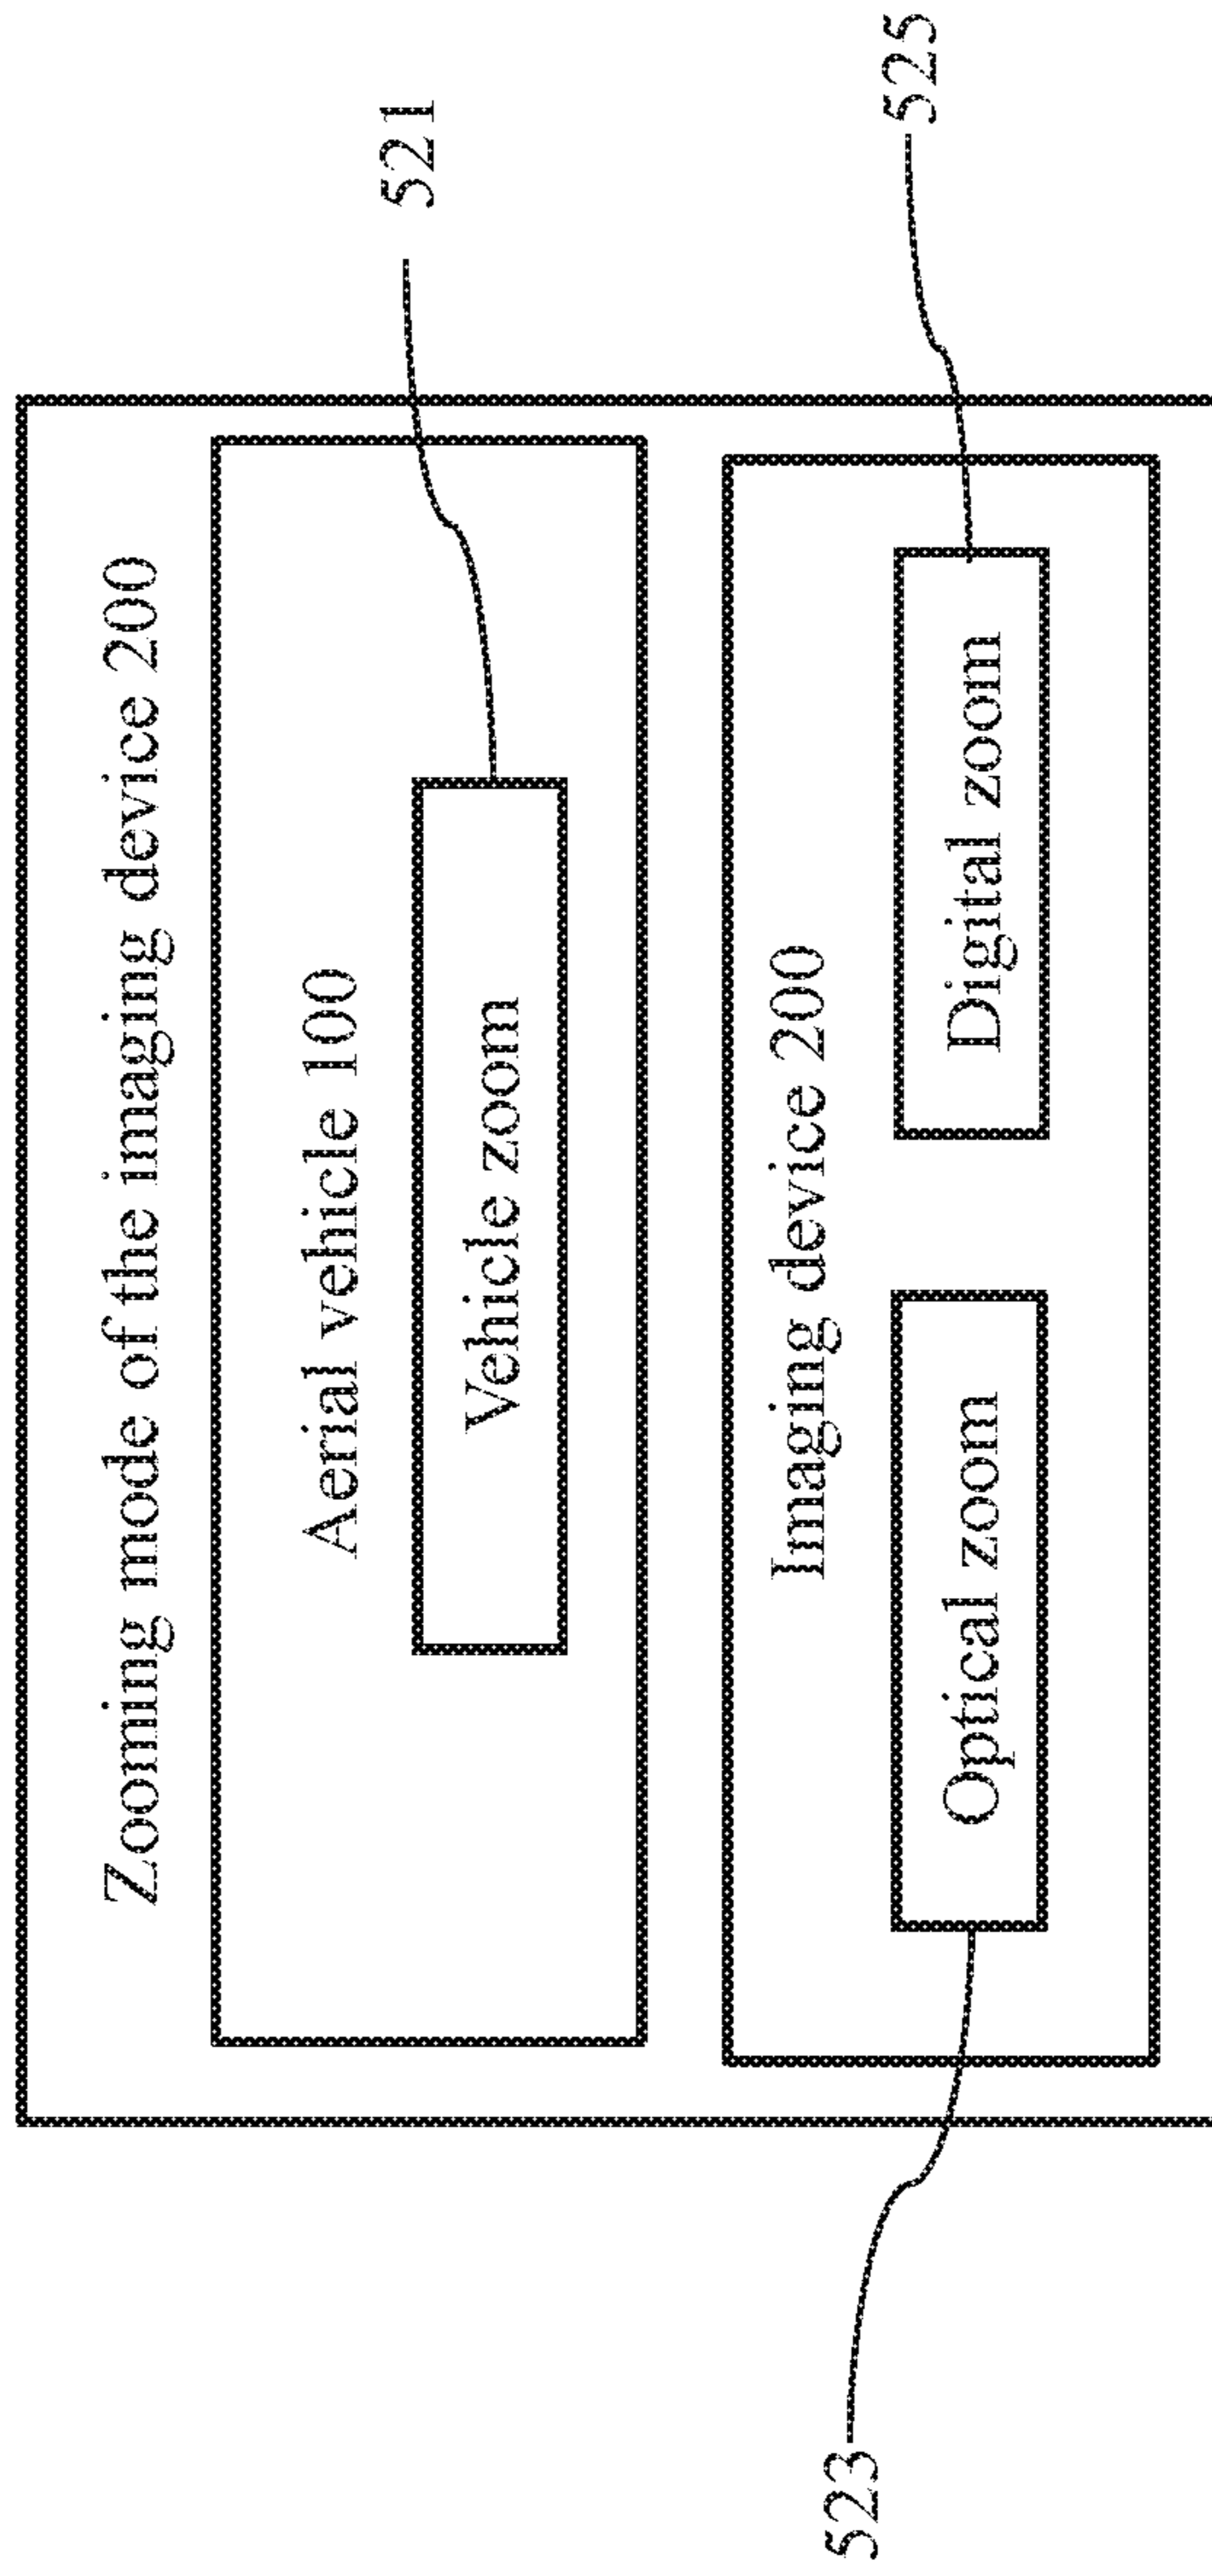 Zooming mode of the imaging device 200
Aerial vehicle 100
Vehicle zoom
521
Imaging device 200
Optical zoom
Digital zoom
523
525